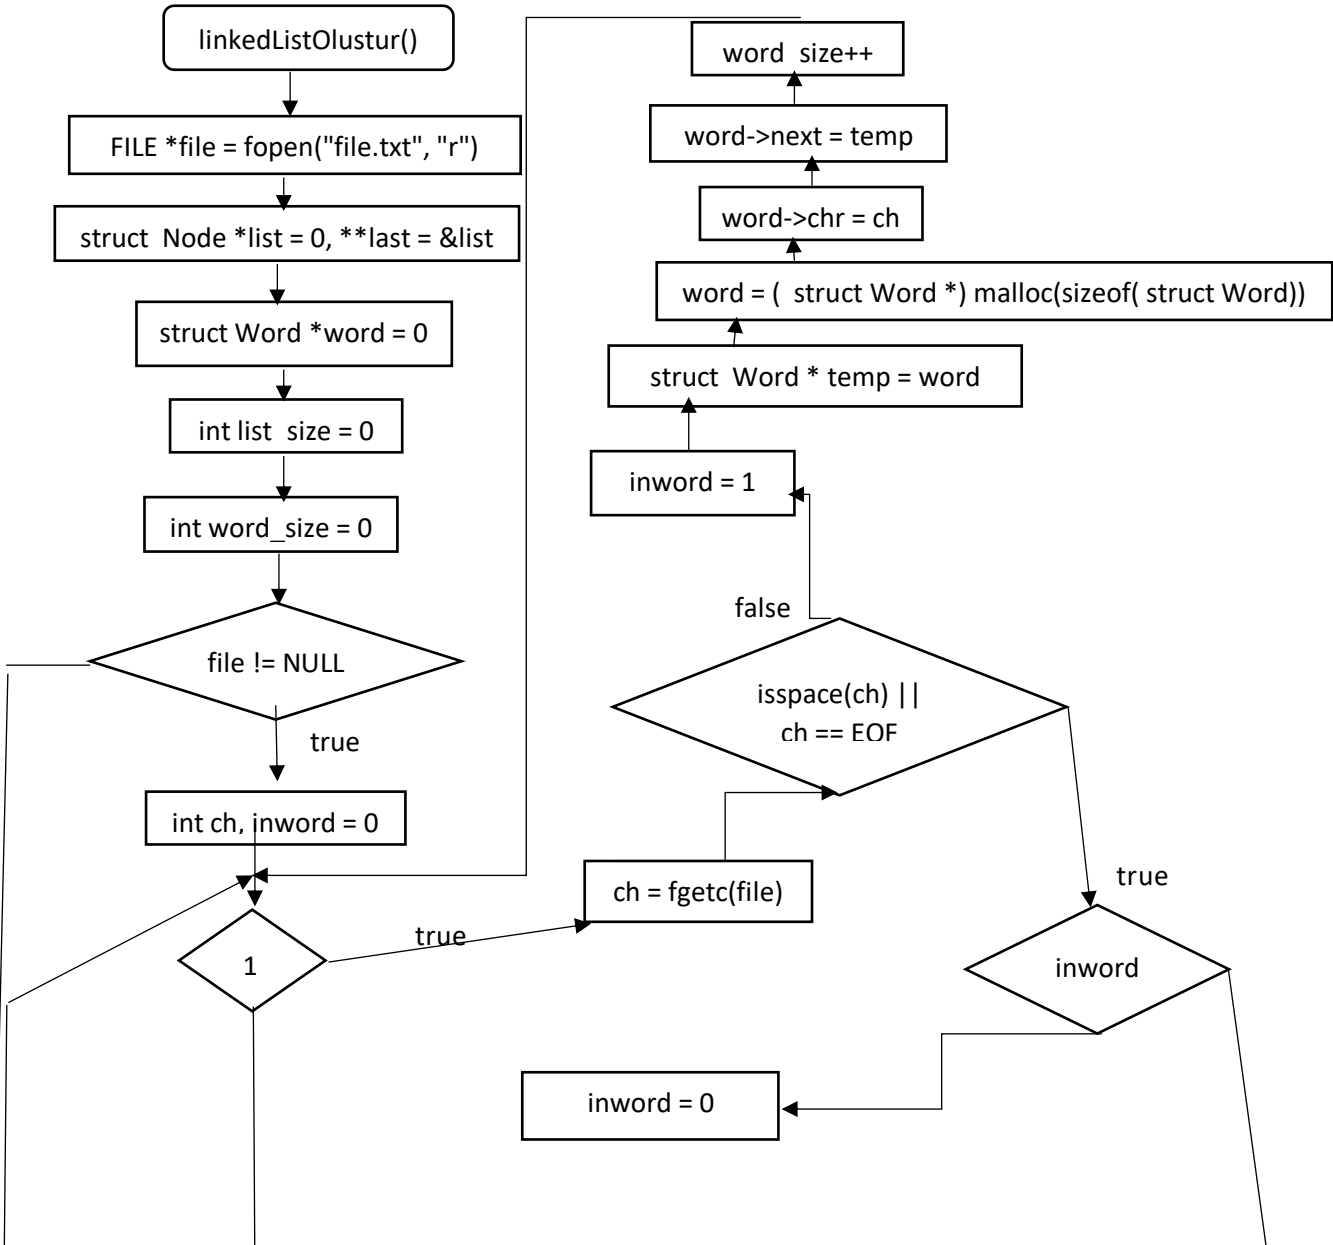 linkedListOlustur()
FILE *file = fopen("file.txt", "r")
struct Node *list = 0, **last = &list
struct Word *word = 0
int list size = 0
int word_size = 0
file != NULL
true
int ch, inword = 0
1
true
word size++
word->next = temp
word->chr = ch
word = ( struct Word *) malloc(sizeof( struct Word))
struct Word * temp = word
inword = 1
false
isspace(ch) ||
ch == EOF
ch = fgetc(file)
true
inword
inword = 0